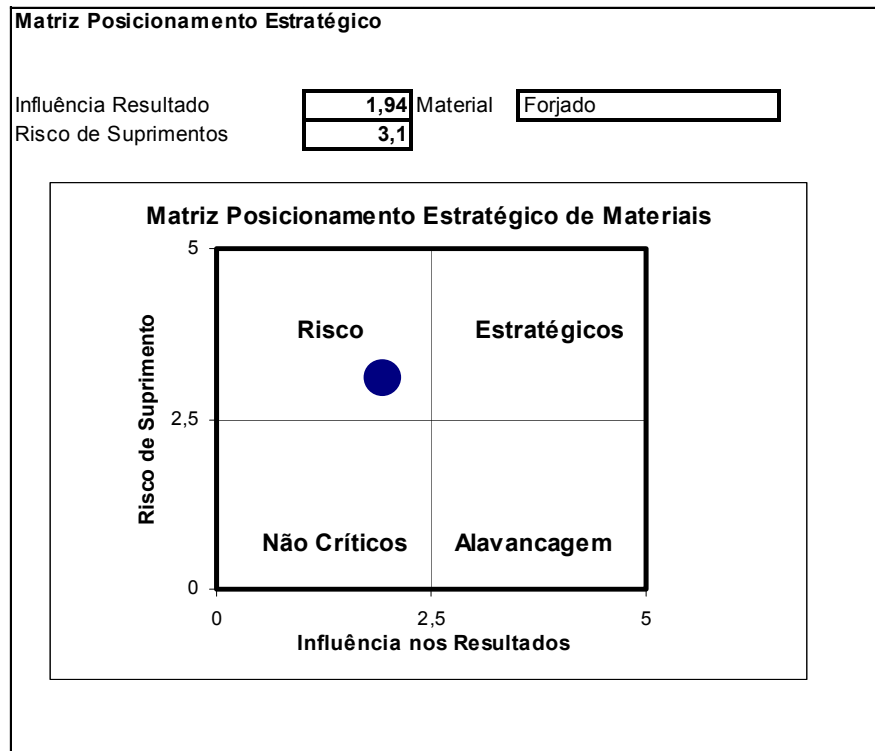 Matriz Posicionamento Estratégico
Influência Resultado 1,94 Material Forjado
Risco de Suprimentos 3,1
Matriz Posicionamento Estratégico de Materiais
5
Risco Estratégicos
Risco de Suprimento
2,5
Não Críticos Alavancagem
0
0 2,5 5
Influência nos Resultados